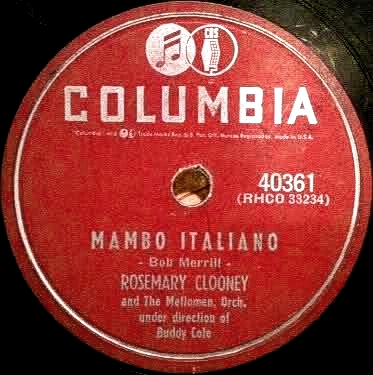 CBS
COLUMBIA
"Columbia" and Trade Marks Reg. U.S. Pat. Off. Marcas Registradas. Made in U.S.A.
40361
(RHCO 33234)
MAMBO ITALIANO
- Bob Merrill -
ROSEMARY CLOONEY
and The Mellomen, Orch.
under direction of
Buddy Cole